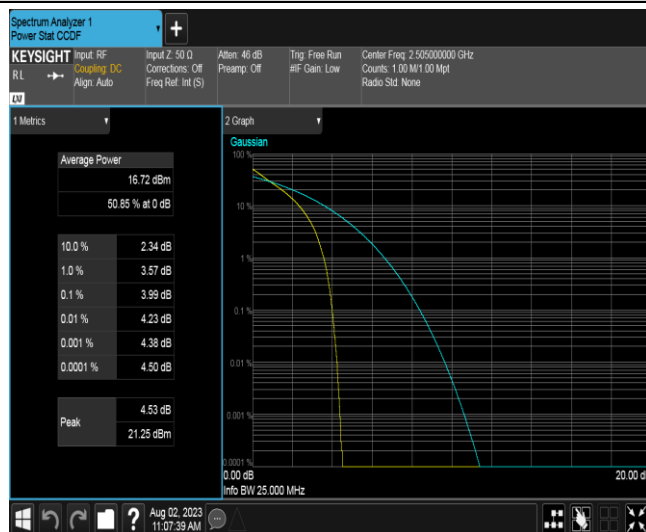 Spectrum Analyzer 1
Power Stat CCDF
+
KEYSIGHT
RL
LXI
Input: RF
Coupling: DC
Align: Auto
Input Z: 50 Ω
Corrections: Off
Freq Ref: Int (S)
Atten: 46 dB
Preamp: Off
Trig: Free Run
#IF Gain: Low
Center Freq: 2.505000000 GHz
Counts: 1.00 M/1.00 Mpt
Radio Std: None
1 Metrics
Average Power
16.72 dBm
50.85 % at 0 dB
10.0 % 2.34 dB
1.0 % 3.57 dB
0.1 % 3.99 dB
0.01 % 4.23 dB
0.001 % 4.38 dB
0.0001 % 4.50 dB
Peak
4.53 dB
21.25 dBm
2 Graph
Gaussian
100 %
10 %
1 %
0.1 %
0.01 %
0.001 %
0.0001 %
0.00 dB
20.00 d
Info BW 25.000 MHz
?
Aug 02, 2023
11:07:39 AM